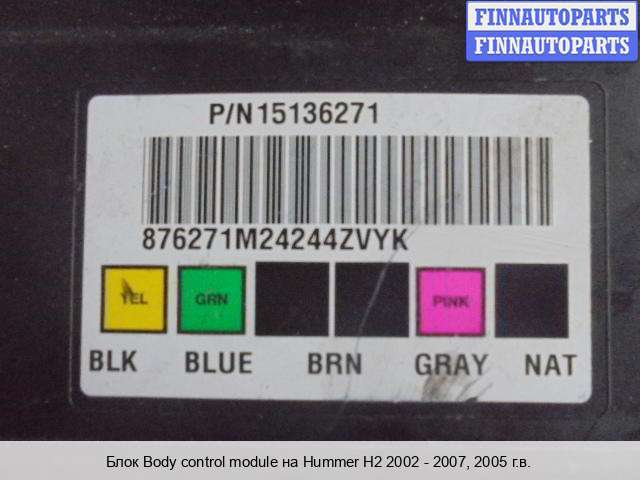 FINNAUTOPARTS
FINNAUTOPARTS
P/N15136271
876271M24244ZVYK
YEL GRN PINK
BLK BLUE BRN GRAY NAT
Блок Body control module на Hummer H2 2002 - 2007, 2005 г.в.